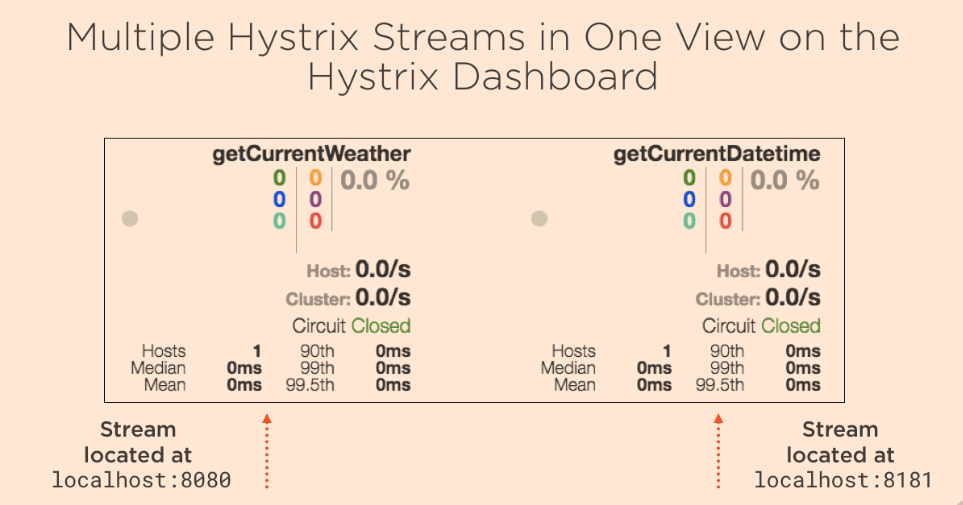 Multiple Hystrix Streams in One View on the
Hystrix Dashboard
getCurrentWeather
0 0 0.0 %
0 0
0 0
Host: 0.0/s
Cluster: 0.0/s
Circuit Closed
Hosts 1 90th 0ms
Median 0ms 99th 0ms
Mean 0ms 99.5th 0ms
getCurrentDatetime
0 0 0.0 %
0 0
0 0
Host: 0.0/s
Cluster: 0.0/s
Circuit Closed
Hosts 1 90th 0ms
Median 0ms 99th 0ms
Mean 0ms 99.5th 0ms
Stream
located at
localhost:8080
Stream
located at
localhost:8181